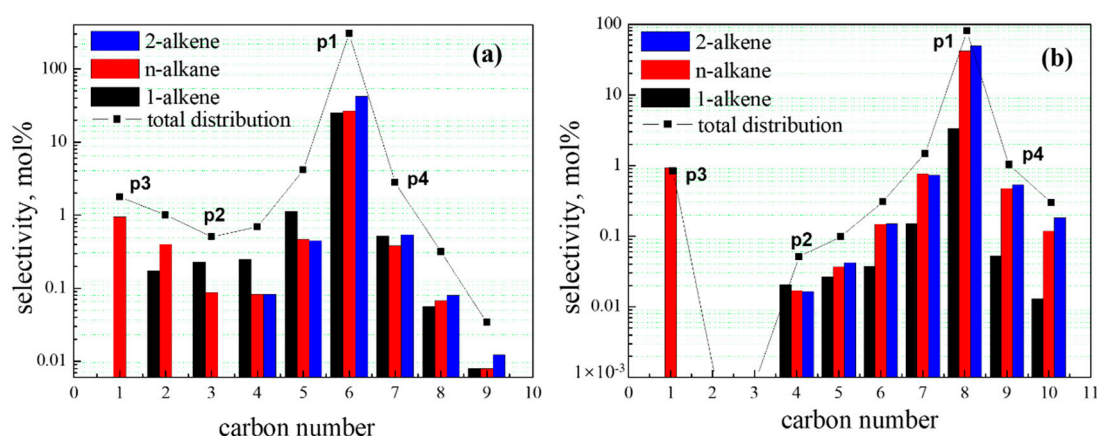 2-alkene
n-alkane
1-alkene
total distribution
(a)
p1
p3
p2
p4
100
10
1
0.1
0.01
selectivity, mol%
0 1 2 3 4 5 6 7 8 9 10
carbon number
2-alkene
n-alkane
1-alkene
total distribution
(b)
p1
p3
p2
p4
100
10
1
0.1
0.01
1×10⁻³
selectivity, mol%
0 1 2 3 4 5 6 7 8 9 10 11
carbon number